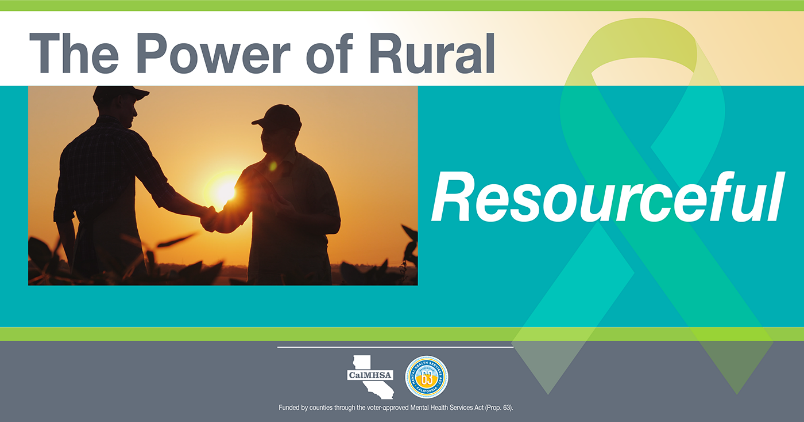 The Power of Rural
Resourceful
CalMHSA
63
Funded by counties through the voter-approved Mental Health Services Act (Prop. 63).